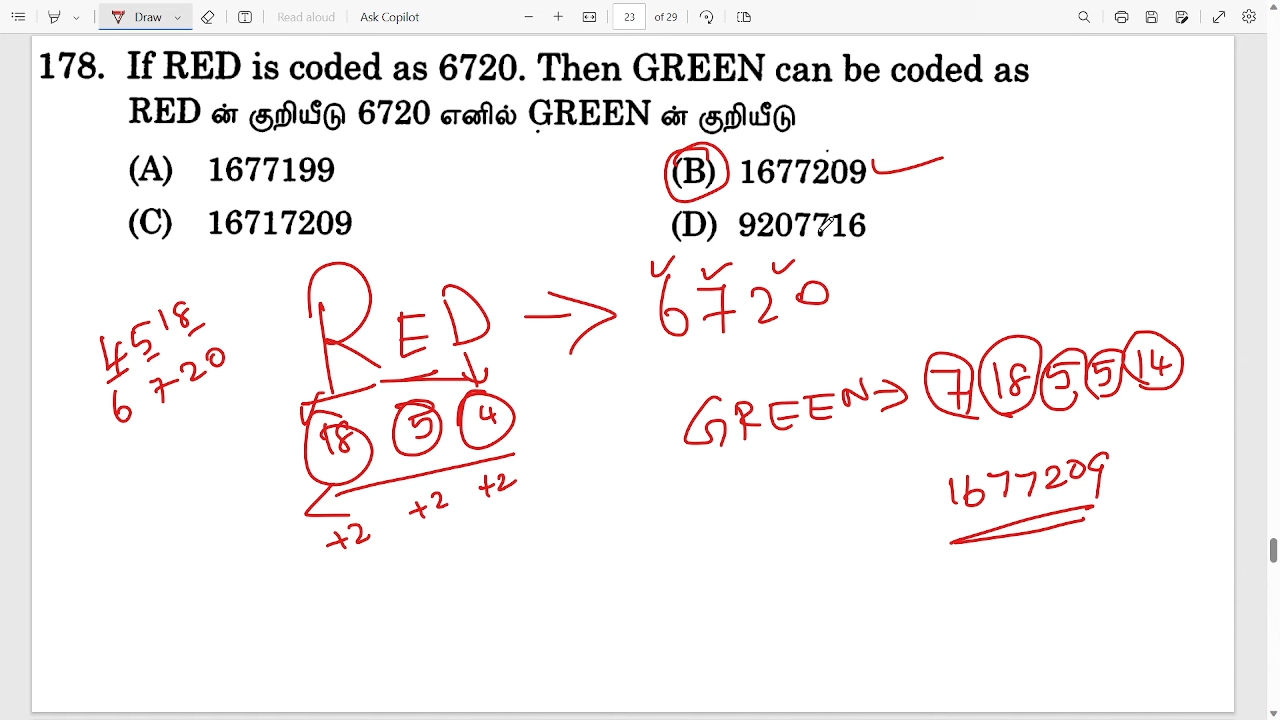 Draw Read aloud Ask Copilot 23 of 29
178. If RED is coded as 6720. Then GREEN can be coded as
RED ன் குறியீடு 6720 எனில் GREEN ன் குறியீடு
(A) 1677199 (B) 1677209
(C) 16717209 (D) 9207716
RED → 6720
4 5 18
6 7 20
GREEN → 7 18 5 5 14
18 5 4
+2 +2 +2
1677209